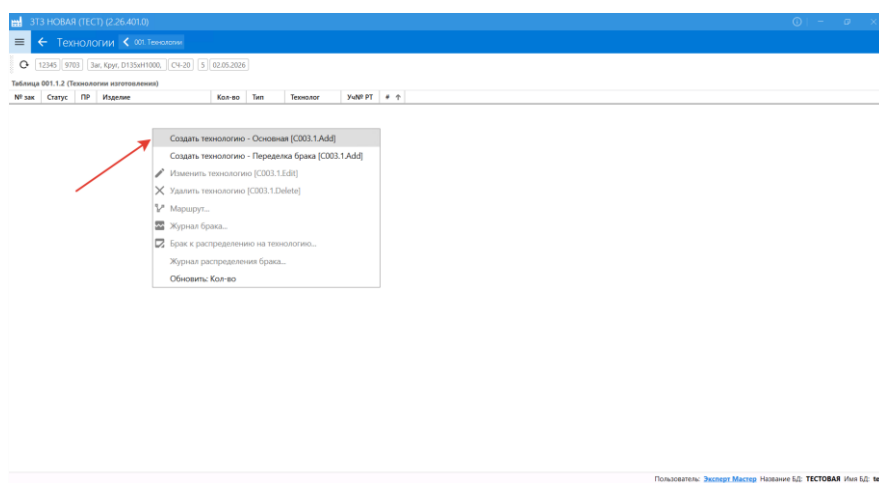 ЗТЗ НОВАЯ (ТЕСТ) (2.26.401.0)
Технологии 001 Технологии
12345 9703 Заг, Круг, D135xH1000, СЧ-20 5 02.05.2026
Таблица 001.1.2 (Технологии изготовления)
№ зак Статус ПР Изделие Кол-во Тип Технолог Уч№ РТ #
Создать технологию - Основная [C003.1.Add]
Создать технологию - Переделка брака [C003.1.Add]
Изменить технологию [C003.1.Edit]
Удалить технологию [C003.1.Delete]
Маршрут...
Журнал брака...
Брак к распределению на технологию...
Журнал распределения брака...
Обновить: Кол-во
Пользователь: Эксперт Мастер Название БД: ТЕСТОВАЯ Имя БД: te